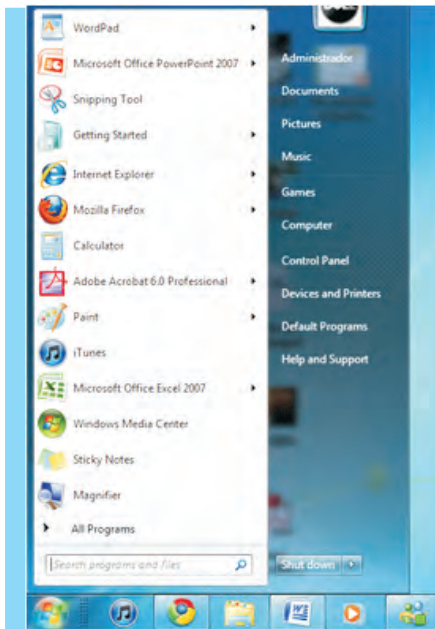 WordPad
Microsoft Office PowerPoint 2007
Snipping Tool
Getting Started
Internet Explorer
Mozilla Firefox
Calculator
Adobe Acrobat 6.0 Professional
Paint
iTunes
Microsoft Office Excel 2007
Windows Media Center
Sticky Notes
Magnifier
All Programs
Search programs and files
Administrador
Documents
Pictures
Music
Games
Computer
Control Panel
Devices and Printers
Default Programs
Help and Support
Shut down